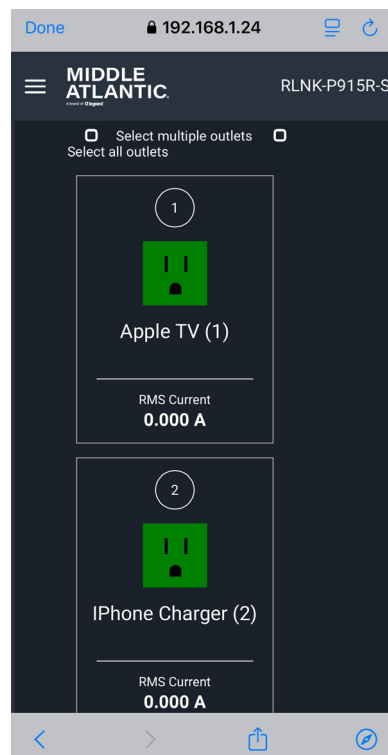 Done
192.168.1.24
MIDDLE
ATLANTIC.
RLNK-P915R-S
Select multiple outlets
Select all outlets
1
Apple TV (1)
RMS Current
0.000 A
2
IPhone Charger (2)
RMS Current
0.000 A